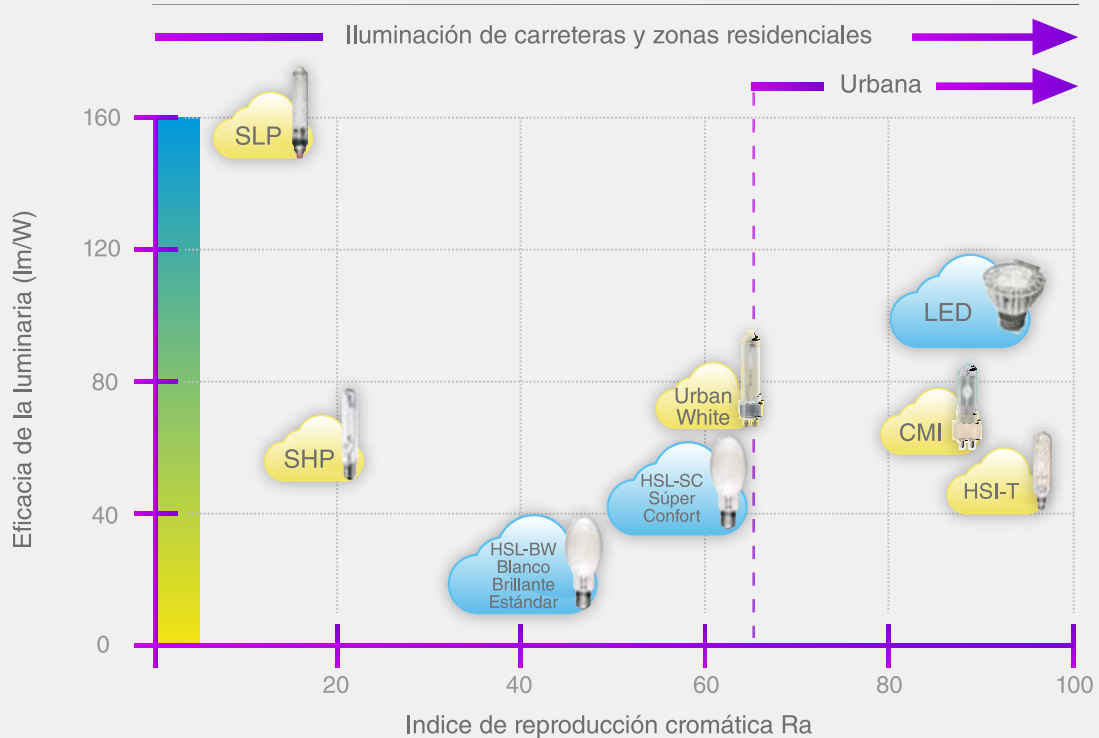 Iluminación de carreteras y zonas residenciales
Urbana
Eficacia de la luminaria (lm/W)
160
120
80
40
0
SLP
SHP
HSL-BW
Blanco
Brillante
Estándar
HSL-SC
Súper
Confort
Urban
White
LED
CMI
HSI-T
20
40
60
80
100
Indice de reproducción cromática Ra